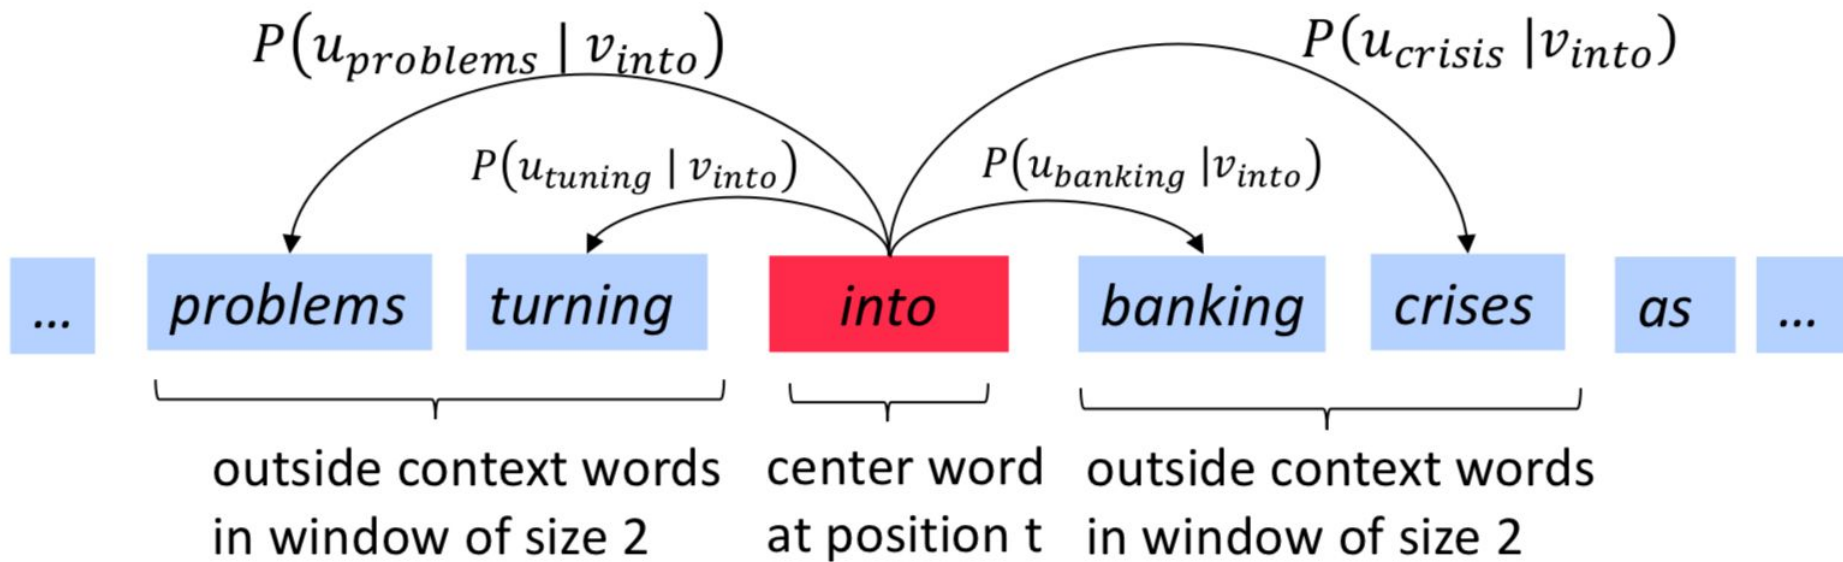 P(u_problems | v_into)
P(u_crisis | v_into)
P(u_tuning | v_into)
P(u_banking | v_into)
... problems turning into banking crises as ...
outside context words center word outside context words
in window of size 2 at position t in window of size 2